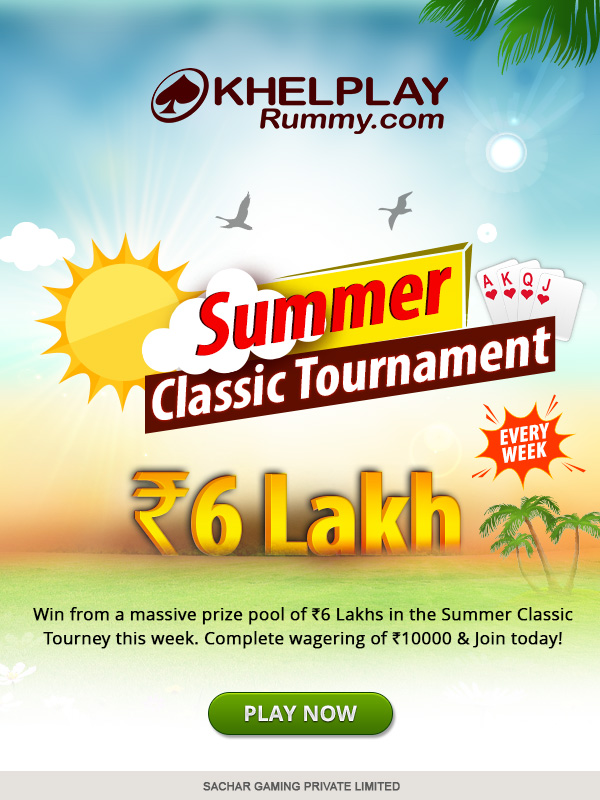 KHELPLAY
Rummy.com
Summer
A K Q J
Classic Tournament
EVERY
WEEK
₹6 Lakh
Win from a massive prize pool of ₹6 Lakhs in the Summer Classic
Tourney this week. Complete wagering of ₹10000 & Join today!
PLAY NOW
SACHAR GAMING PRIVATE LIMITED